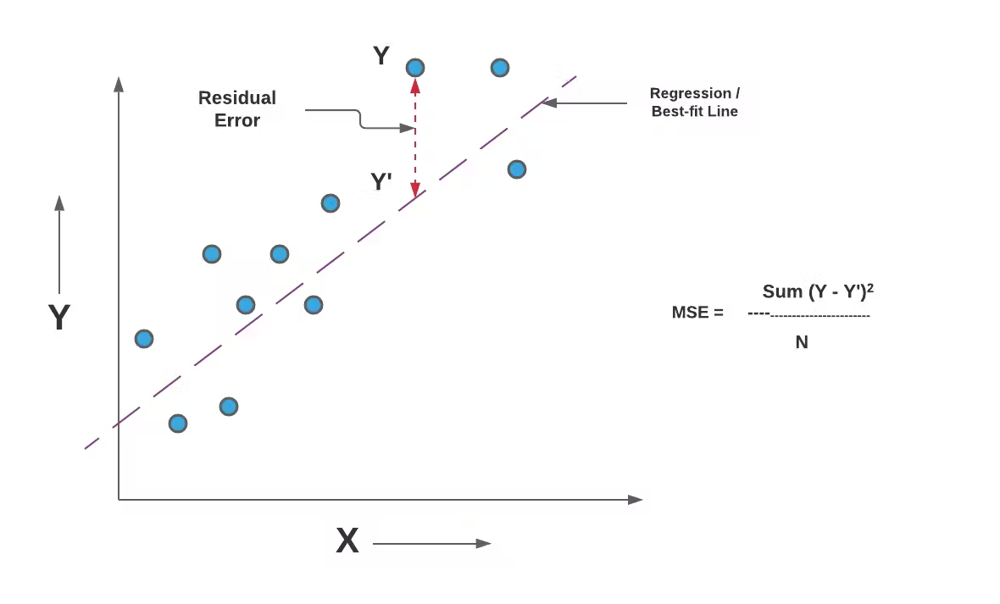 Y
Residual
Error
Regression /
Best-fit Line
Y'
Y
Sum (Y - Y')²
MSE = ---------------------------
N
X